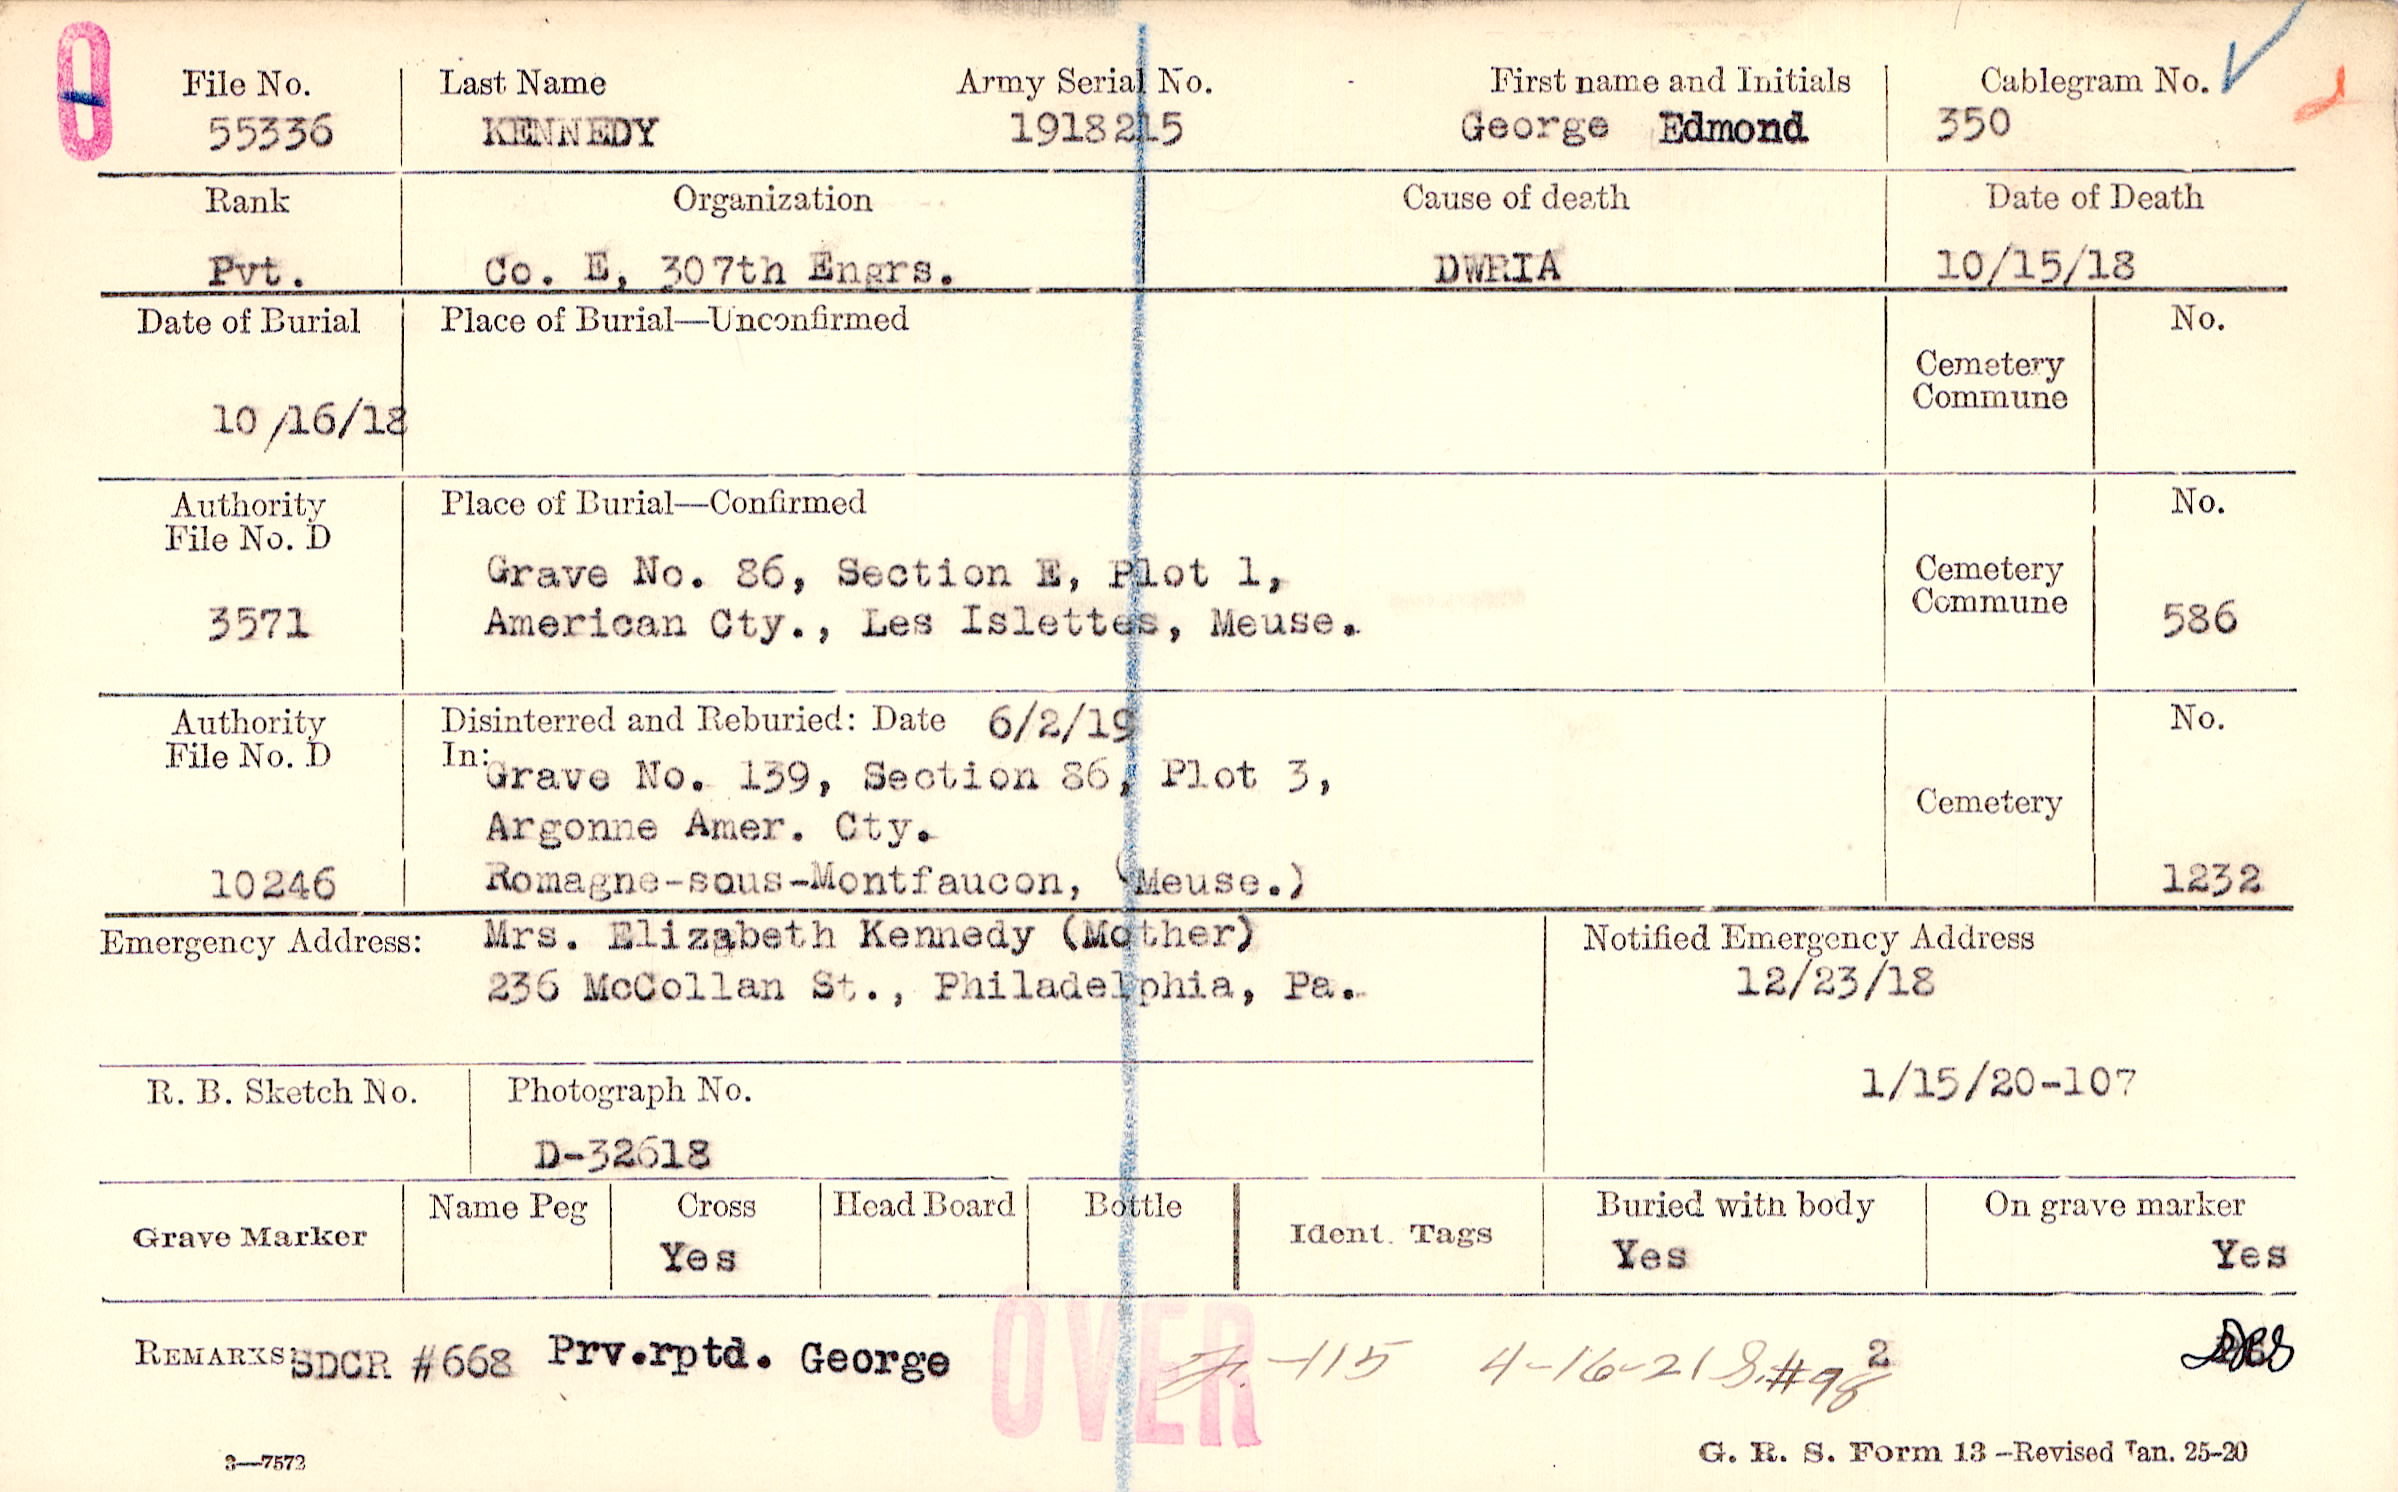 0
File No. Last Name Army Serial No. First name and Initials Cablegram No.
55336 KENNEDY 1918215 George Edmond 350
Rank Organization Cause of death Date of Death
Pvt. Co. E, 307th Engrs. DWRIA 10/15/18
Date of Burial Place of Burial—Unconfirmed No.
Cemetery
Commune
10/16/18
Authority Place of Burial—Confirmed No.
File No. D
Grave No. 86, Section E, Plot 1, Cemetery
Commune
3571 American Cty., Les Islettes, Meuse. 586
Authority Disinterred and Reburied: Date 6/2/19 No.
File No. D In:
Grave No. 139, Section 86, Plot 3,
Argonne Amer. Cty. Cemetery
10246 Romagne-sous-Montfaucon, (Meuse.) 1232
Emergency Address: Mrs. Elizabeth Kennedy (Mother) Notified Emergency Address
236 McCollan St., Philadelphia, Pa. 12/23/18
1/15/20-107
R. B. Sketch No. Photograph No.
D-32618
Grave Marker Name Peg Cross Head Board Bottle Ident. Tags Buried with body On grave marker
Yes Yes Yes
REMARKS: SDCR #668 Prv.rptd. George -115 4-16-21 S.#98 2
OVER
3—7572 G. R. S. Form 13—Revised Jan. 25-20